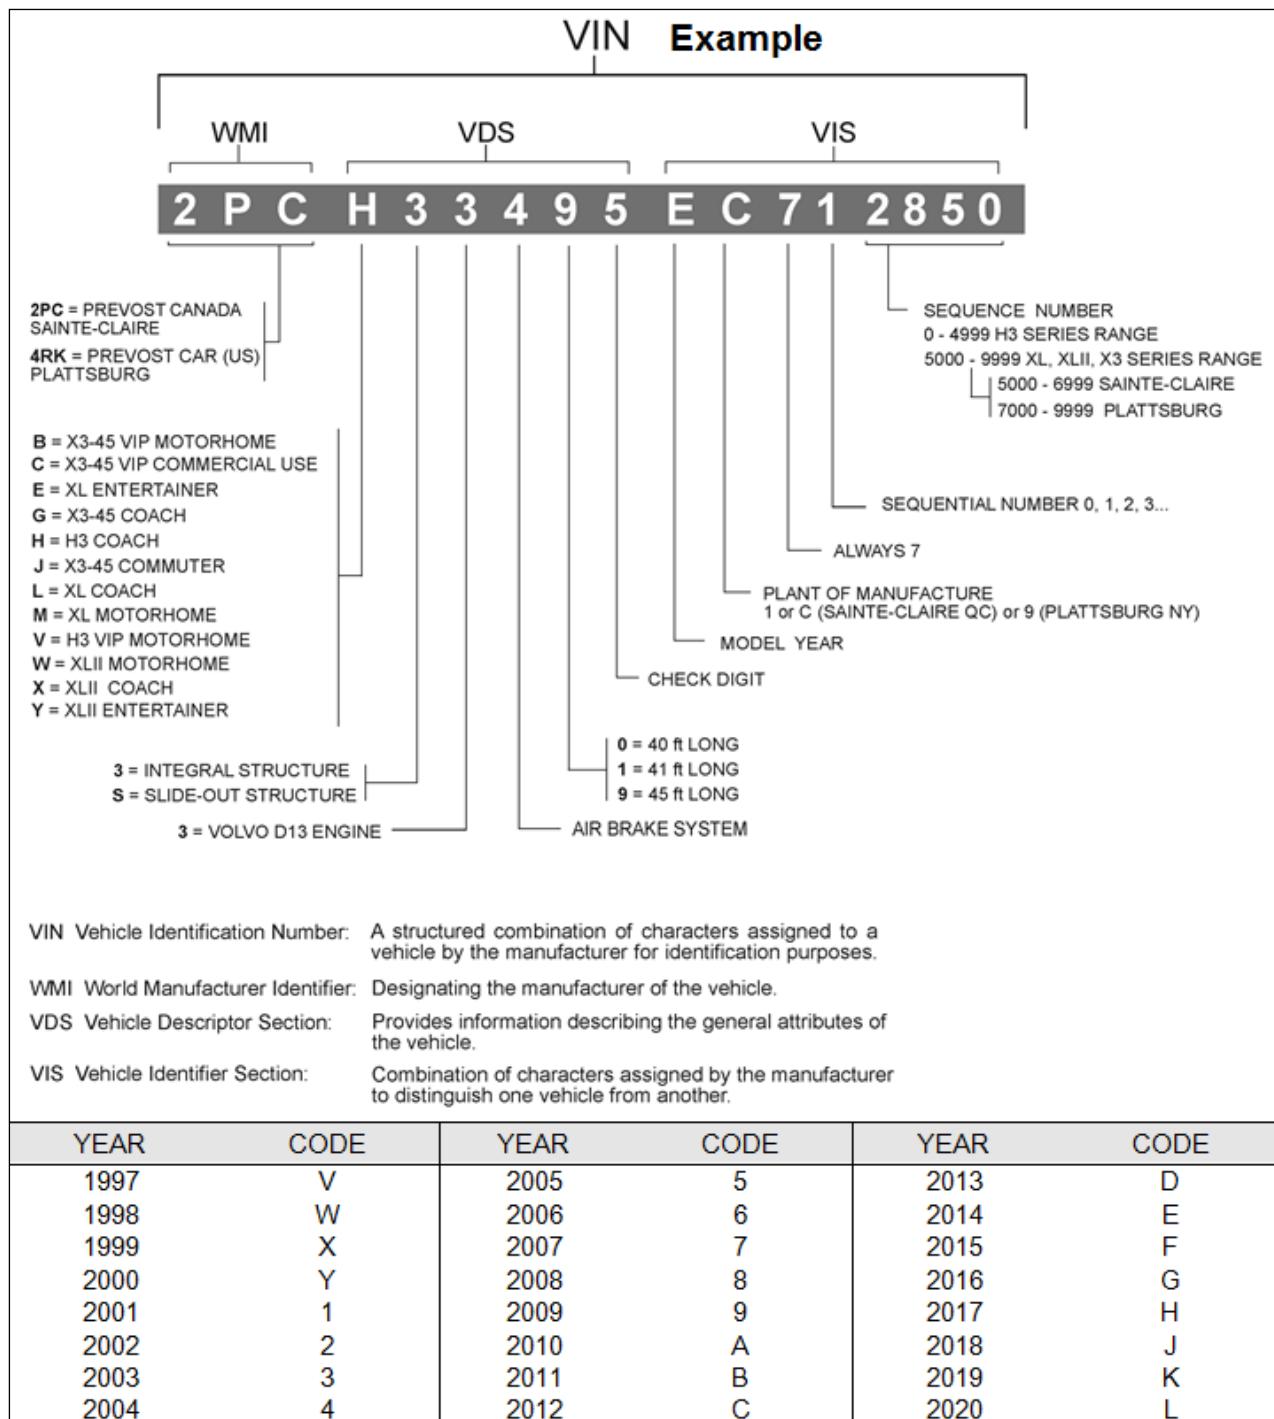 VIN Example
WMI VDS VIS
2 P C H 3 3 4 9 5 E C 7 1 2 8 5 0
2PC = PREVOST CANADA
SAINTE-CLAIRE
4RK = PREVOST CAR (US)
PLATTSBURG
SEQUENCE NUMBER
0 - 4999 H3 SERIES RANGE
5000 - 9999 XL, XLII, X3 SERIES RANGE
5000 - 6999 SAINTE-CLAIRE
7000 - 9999 PLATTSBURG
B = X3-45 VIP MOTORHOME
C = X3-45 VIP COMMERCIAL USE
E = XL ENTERTAINER
G = X3-45 COACH
H = H3 COACH
J = X3-45 COMMUTER
L = XL COACH
M = XL MOTORHOME
V = H3 VIP MOTORHOME
W = XLII MOTORHOME
X = XLII COACH
Y = XLII ENTERTAINER
SEQUENTIAL NUMBER 0, 1, 2, 3...
ALWAYS 7
PLANT OF MANUFACTURE
1 or C (SAINTE-CLAIRE QC) or 9 (PLATTSBURG NY)
MODEL YEAR
CHECK DIGIT
0 = 40 ft LONG
1 = 41 ft LONG
9 = 45 ft LONG
3 = INTEGRAL STRUCTURE
S = SLIDE-OUT STRUCTURE
3 = VOLVO D13 ENGINE
AIR BRAKE SYSTEM
VIN Vehicle Identification Number: A structured combination of characters assigned to a
vehicle by the manufacturer for identification purposes.
WMI World Manufacturer Identifier: Designating the manufacturer of the vehicle.
VDS Vehicle Descriptor Section: Provides information describing the general attributes of
the vehicle.
VIS Vehicle Identifier Section: Combination of characters assigned by the manufacturer
to distinguish one vehicle from another.
YEAR CODE YEAR CODE YEAR CODE
1997 V 2005 5 2013 D
1998 W 2006 6 2014 E
1999 X 2007 7 2015 F
2000 Y 2008 8 2016 G
2001 1 2009 9 2017 H
2002 2 2010 A 2018 J
2003 3 2011 B 2019 K
2004 4 2012 C 2020 L